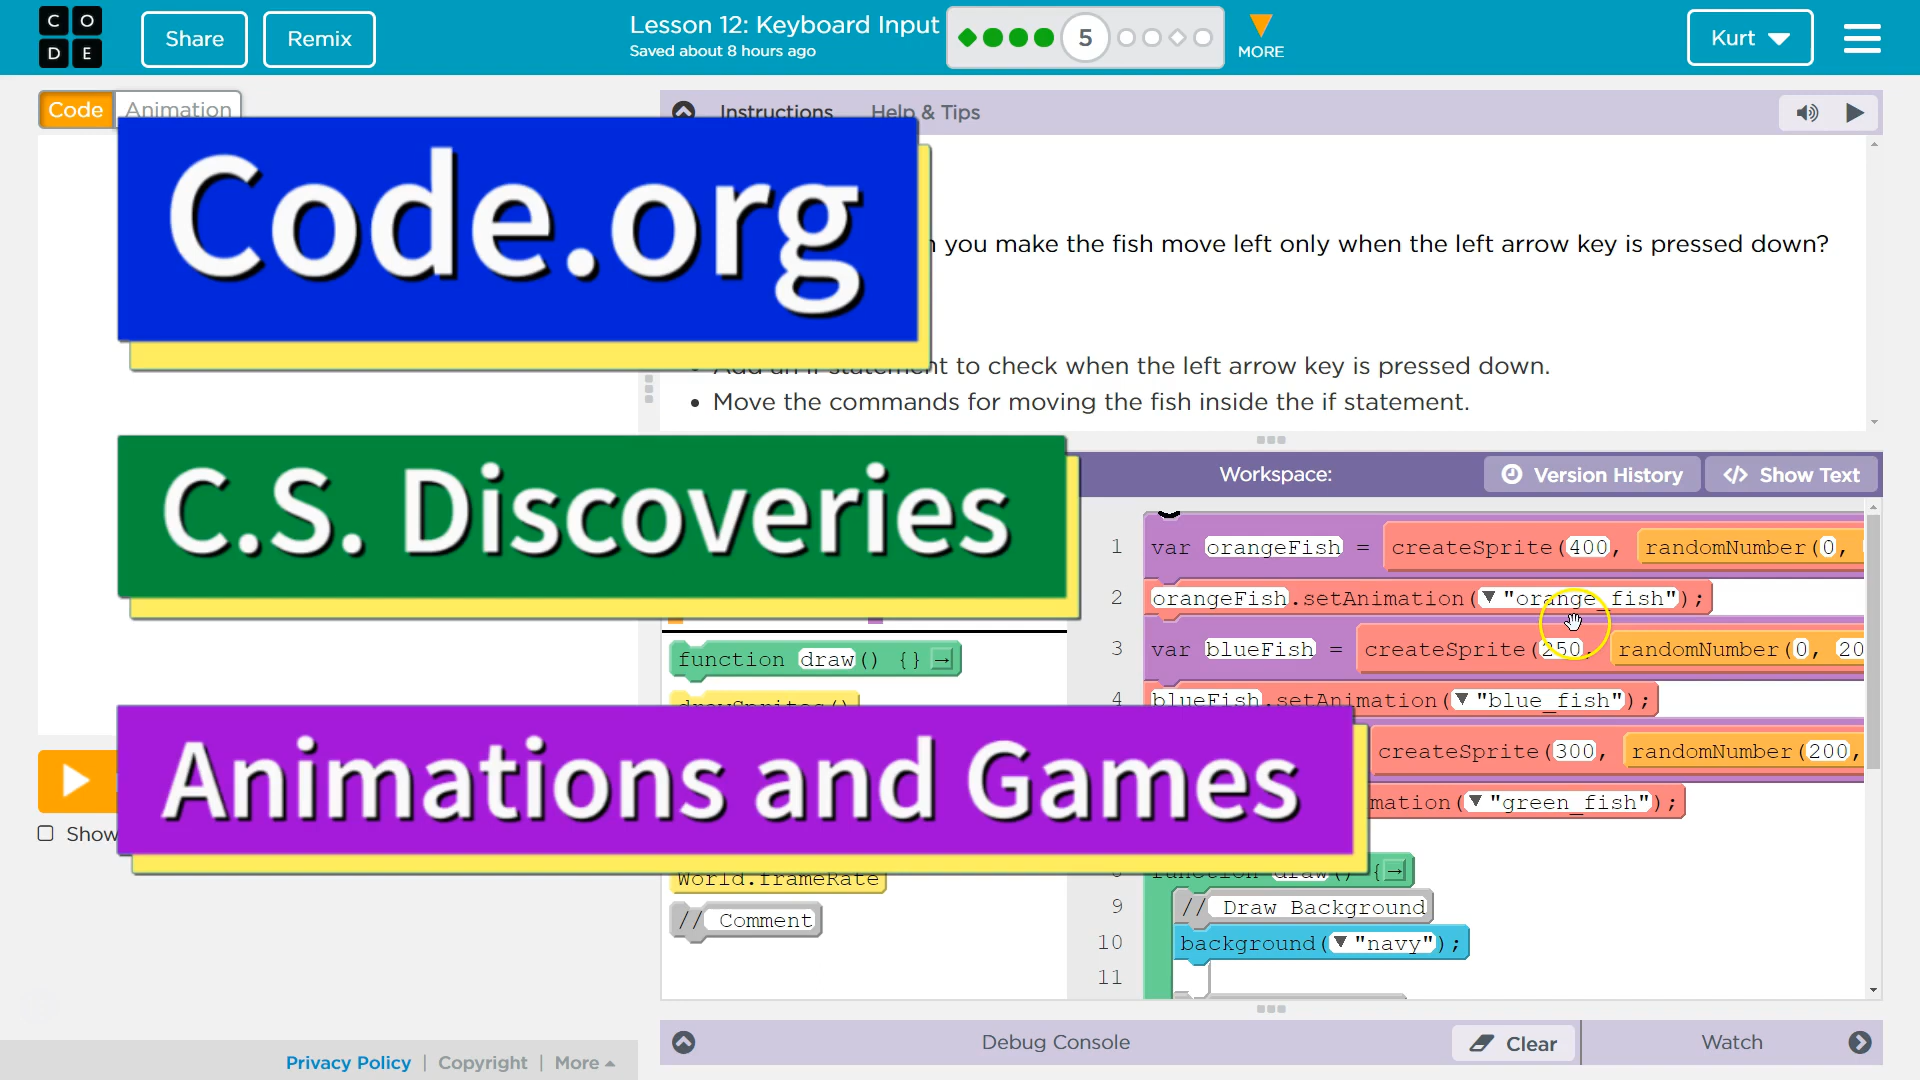 CODE
Share
Remix
Lesson 12: Keyboard Input
Saved about 8 hours ago
5
MORE
Kurt
Code
Animation
Instructions
Help & Tips
Code.org
you make the fish move left only when the left arrow key is pressed down?
to check when the left arrow key is pressed down.
Move the commands for moving the fish inside the if statement.
C.S. Discoveries
Workspace:
Version History
Show Text
1 var orangeFish = createSprite(400, randomNumber(0,
2 orangeFish.setAnimation("orange_fish");
3 var blueFish = createSprite(250, randomNumber(0, 20
4 blueFish.setAnimation("blue_fish");
createSprite(300, randomNumber(200,
mation("green_fish");
function draw() {}
drawSprites()
Animations and Games
Show
World.frameRate
// Comment
function draw() {
9 // Draw Background
10 background("navy");
11
Debug Console
Clear
Watch
Privacy Policy | Copyright | More